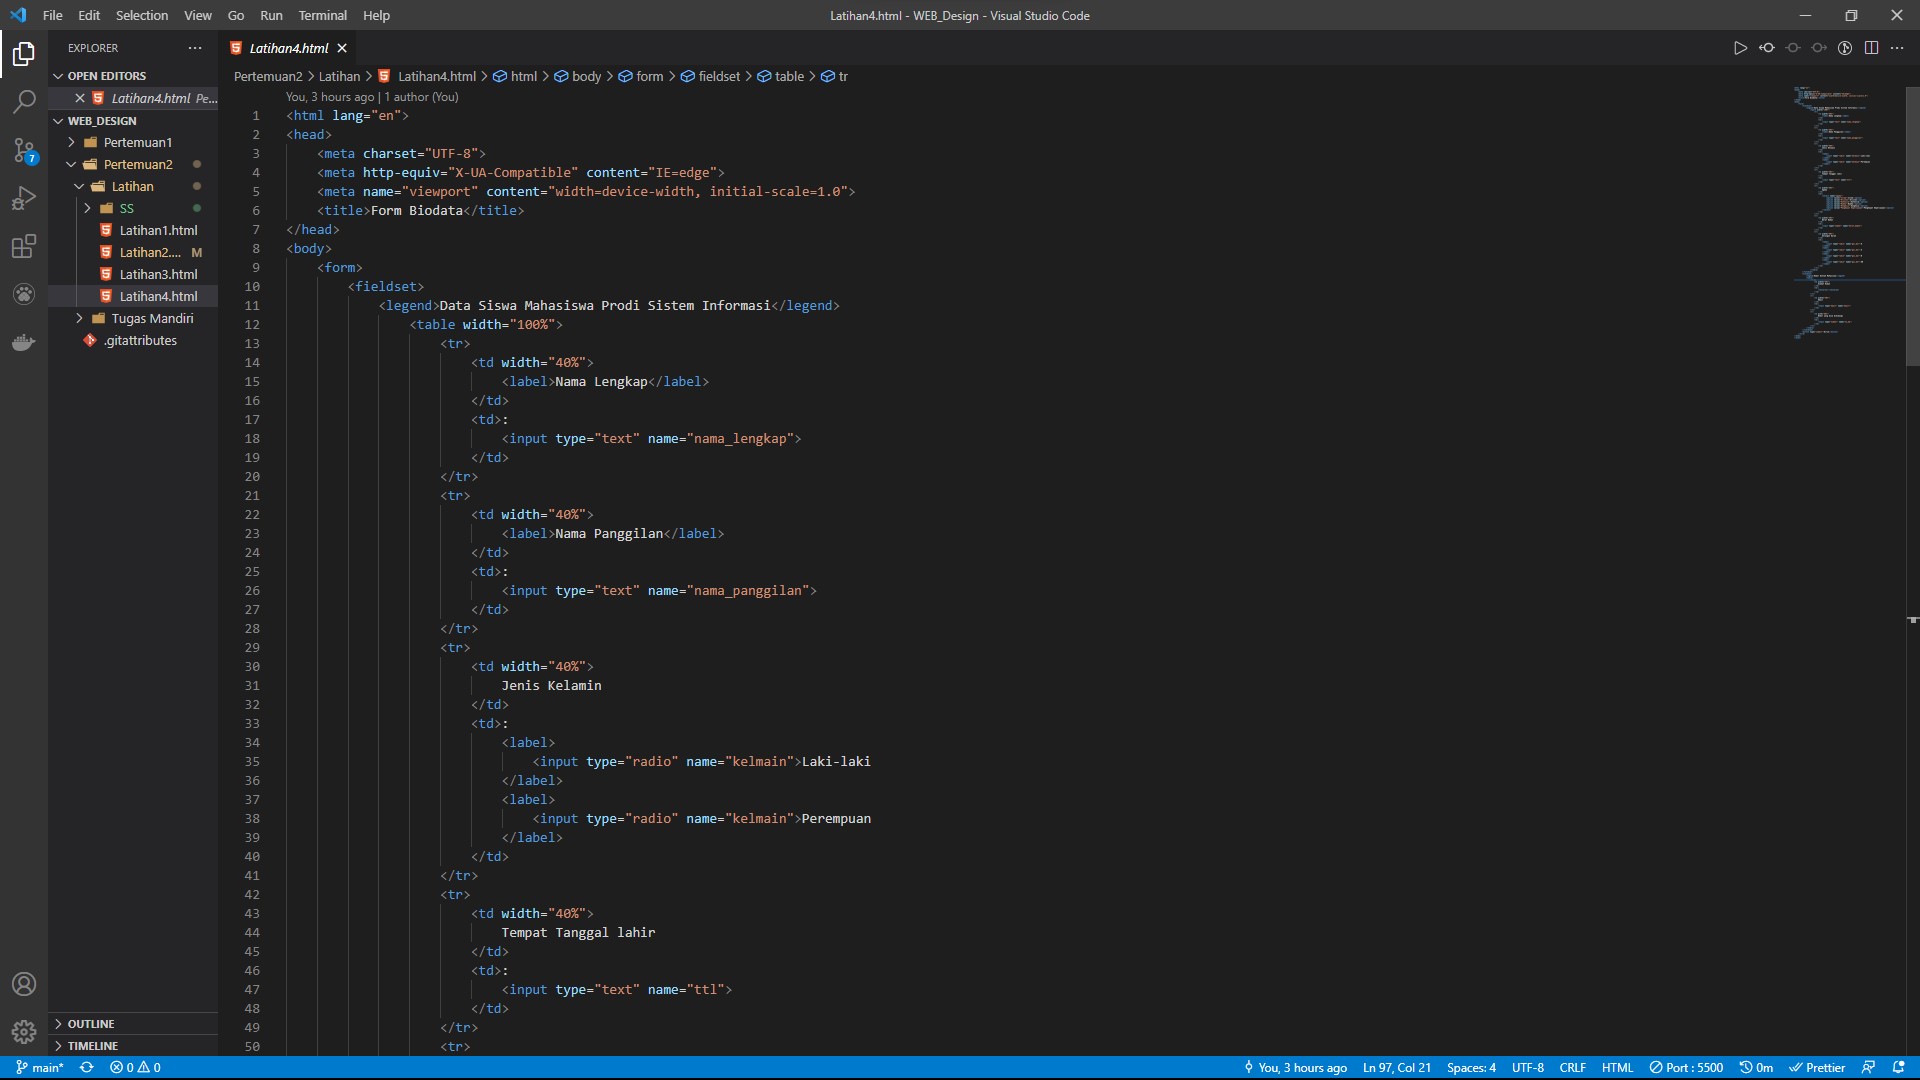 File Edit Selection View Go Run Terminal Help
Latihan4.html - WEB_Design - Visual Studio Code
EXPLORER
OPEN EDITORS
Latihan4.html Pe...
WEB_DESIGN
Pertemuan1
Pertemuan2
Latihan
SS
Latihan1.html
Latihan2.... M
Latihan3.html
Latihan4.html
Tugas Mandiri
.gitattributes
OUTLINE
TIMELINE
7
Latihan4.html
Pertemuan2 > Latihan > Latihan4.html > html > body > form > fieldset > table > tr
You, 3 hours ago | 1 author (You)
1 <html lang="en">
2 <head>
3 <meta charset="UTF-8">
4 <meta http-equiv="X-UA-Compatible" content="IE=edge">
5 <meta name="viewport" content="width=device-width, initial-scale=1.0">
6 <title>Form Biodata</title>
7 </head>
8 <body>
9 <form>
10 <fieldset>
11 <legend>Data Siswa Mahasiswa Prodi Sistem Informasi</legend>
12 <table width="100%">
13 <tr>
14 <td width="40%">
15 <label>Nama Lengkap</label>
16 </td>
17 <td>:
18 <input type="text" name="nama_lengkap">
19 </td>
20 </tr>
21 <tr>
22 <td width="40%">
23 <label>Nama Panggilan</label>
24 </td>
25 <td>:
26 <input type="text" name="nama_panggilan">
27 </td>
28 </tr>
29 <tr>
30 <td width="40%">
31 Jenis Kelamin
32 </td>
33 <td>:
34 <label>
35 <input type="radio" name="kelmain">Laki-laki
36 </label>
37 <label>
38 <input type="radio" name="kelmain">Perempuan
39 </label>
40 </td>
41 </tr>
42 <tr>
43 <td width="40%">
44 Tempat Tanggal lahir
45 </td>
46 <td>:
47 <input type="text" name="ttl">
48 </td>
49 </tr>
50 <tr>
main* 0 0 You, 3 hours ago Ln 97, Col 21 Spaces: 4 UTF-8 CRLF HTML Port : 5500 0m Prettier